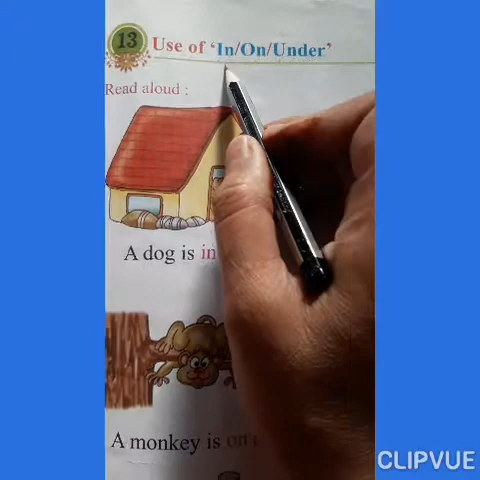 13 Use of 'In/On/Under'
Read aloud :
A dog is in
A monkey is on
CLIPVUE